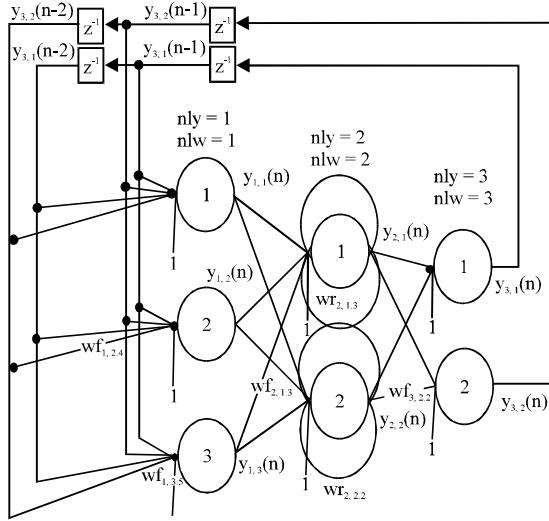 y3,2(n-2) z-1 y3,2(n-1) z-1
y3,1(n-2) z-1 y3,1(n-1) z-1
nly = 1
nlw = 1
nly = 2
nlw = 2
nly = 3
nlw = 3
1 y1,1(n)
1 y2,1(n)
1 y3,1(n)
1
y1,2(n)
wr2,1.3
1
1
2
wf1,2.4
wf2,1.3
1
2 wf3,2.2 2
y2,2(n) y3,2(n)
1
3 y1,3(n)
wf1,3.5
1
wr2,2.2